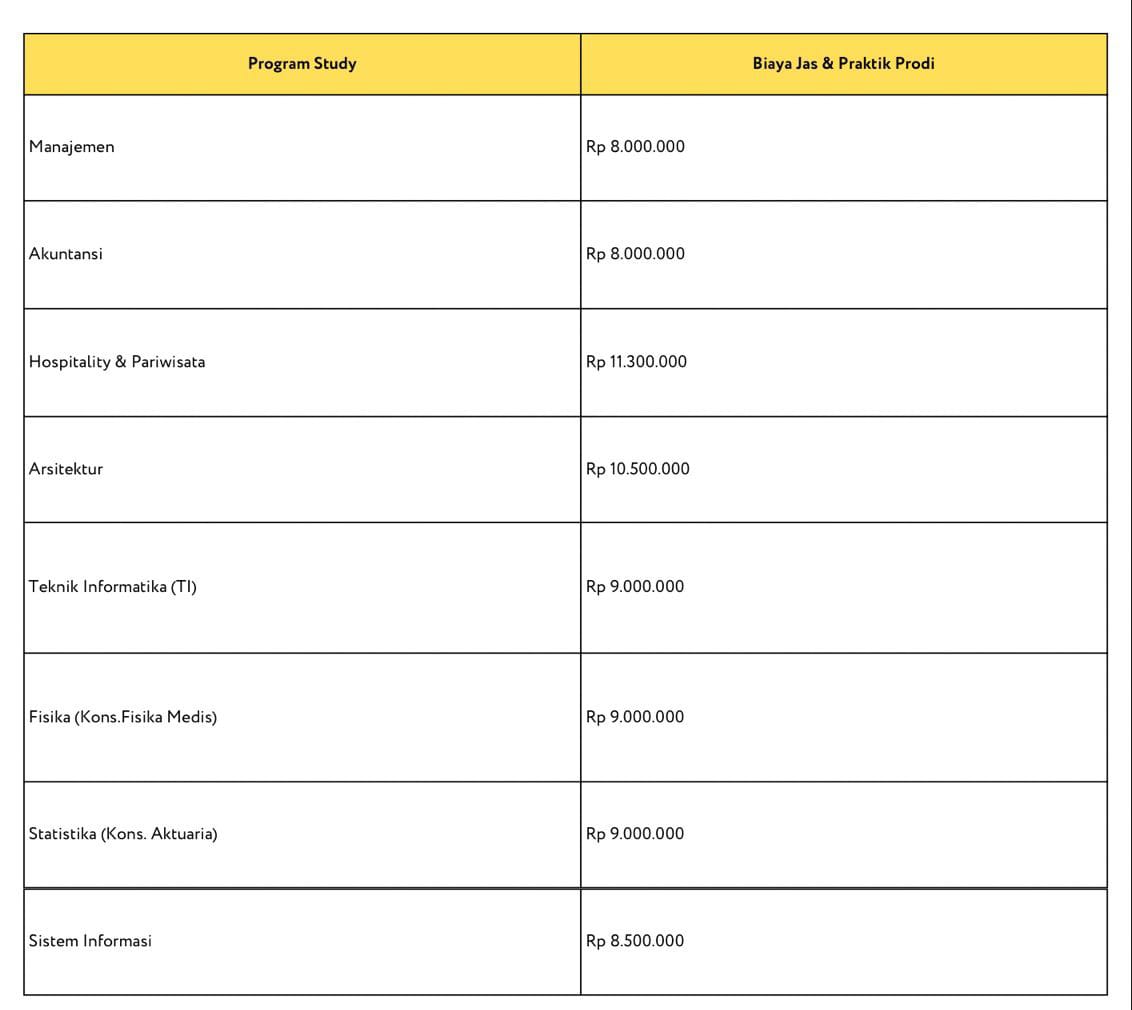 Program Study Biaya Jas & Praktik Prodi
Manajemen Rp 8.000.000
Akuntansi Rp 8.000.000
Hospitality & Pariwisata Rp 11.300.000
Arsitektur Rp 10.500.000
Teknik Informatika (TI) Rp 9.000.000
Fisika (Kons.Fisika Medis) Rp 9.000.000
Statistika (Kons. Aktuaria) Rp 9.000.000
Sistem Informasi Rp 8.500.000